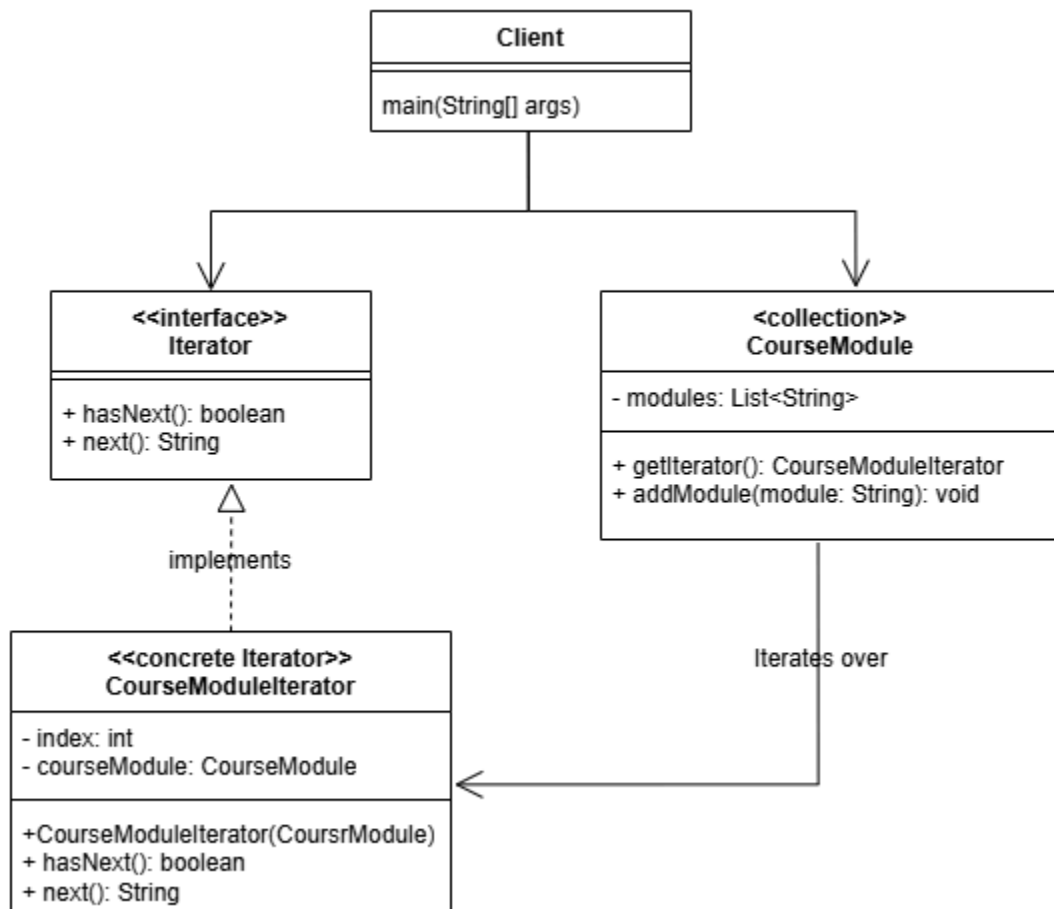 Client
main(String[] args)
<<interface>>
Iterator
+ hasNext(): boolean
+ next(): String
<collection>>
CourseModule
- modules: List<String>
+ getIterator(): CourseModuleIterator
+ addModule(module: String): void
implements
Iterates over
<<concrete Iterator>>
CourseModuleIterator
- index: int
- courseModule: CourseModule
+CourseModuleIterator(CoursrModule)
+ hasNext(): boolean
+ next(): String